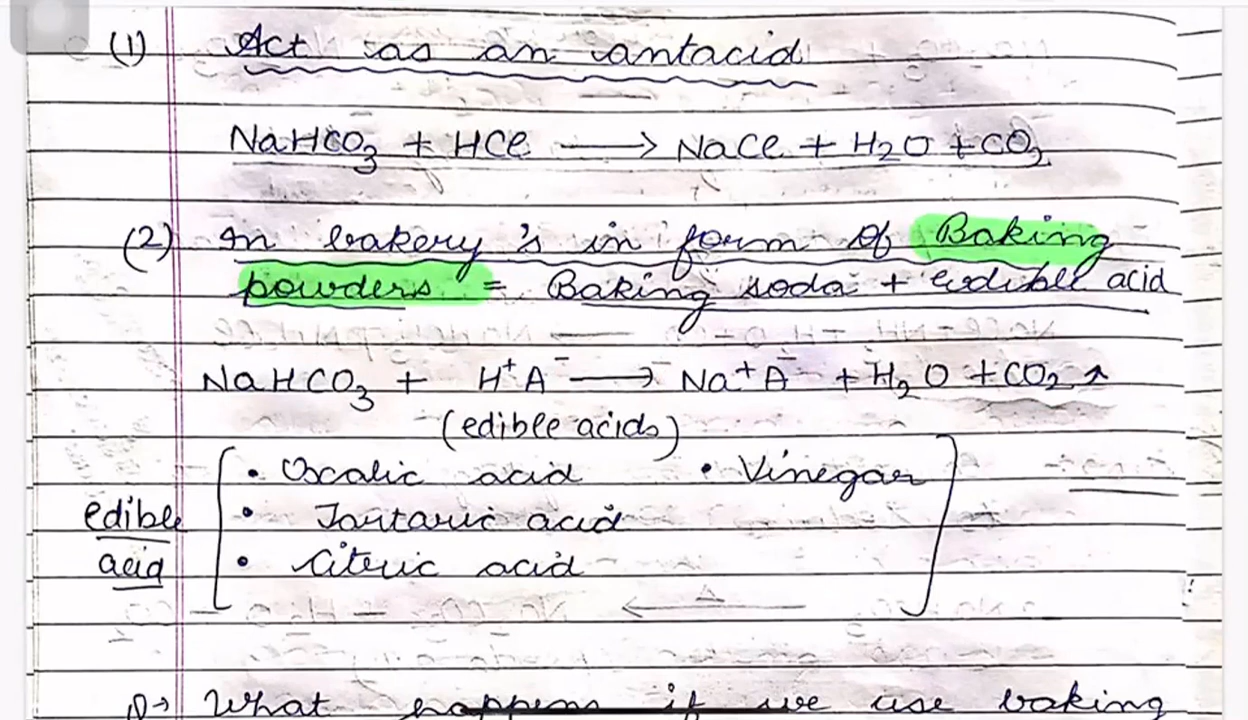 (1) Act as an antacid
NaHCO₃ + HCl ⟶ NaCl + H₂O + CO₂
(2) In bakery's in form of Baking
powders = Baking soda + edible acid
NaHCO₃ + H⁺A⁻ ⟶ Na⁺A⁻ + H₂O + CO₂ ↑
(edible acids)
• Oxalic acid • Vinegar
edible • Tartaric acid
acid • Citeric acid
Q→ What happens if we use baking